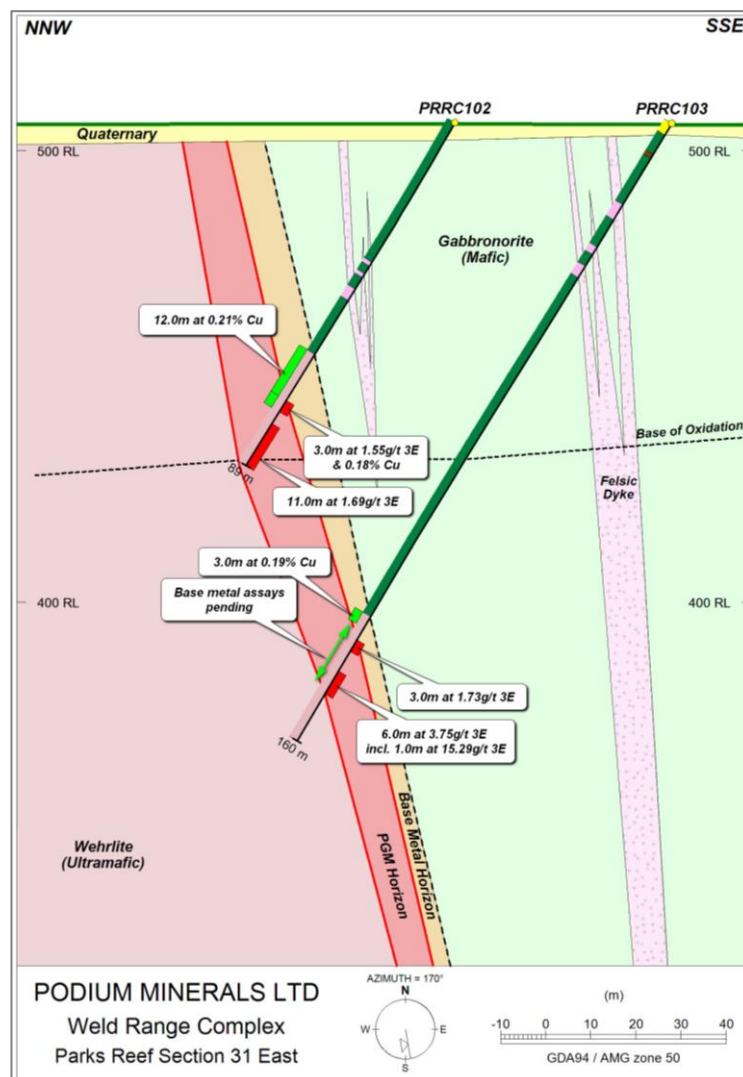 NNW
SSE
PRRC102
PRRC103
Quaternary
500 RL
500 RL
Gabbronorite
(Mafic)
12.0m at 0.21% Cu
Base of Oxidation
3.0m at 1.55g/t 3E
& 0.18% Cu
89 m
Felsic
Dyke
11.0m at 1.69g/t 3E
3.0m at 0.19% Cu
Base metal assays
pending
400 RL
400 RL
3.0m at 1.73g/t 3E
6.0m at 3.75g/t 3E
incl. 1.0m at 15.29g/t 3E
160 m
Base Metal Horizon
PGM Horizon
Wehrlite
(Ultramafic)
PODIUM MINERALS LTD
Weld Range Complex
Parks Reef Section 31 East
AZIMUTH = 170°
N
W
E
S
(m)
-10 0 10 20 30 40
GDA94 / AMG zone 50